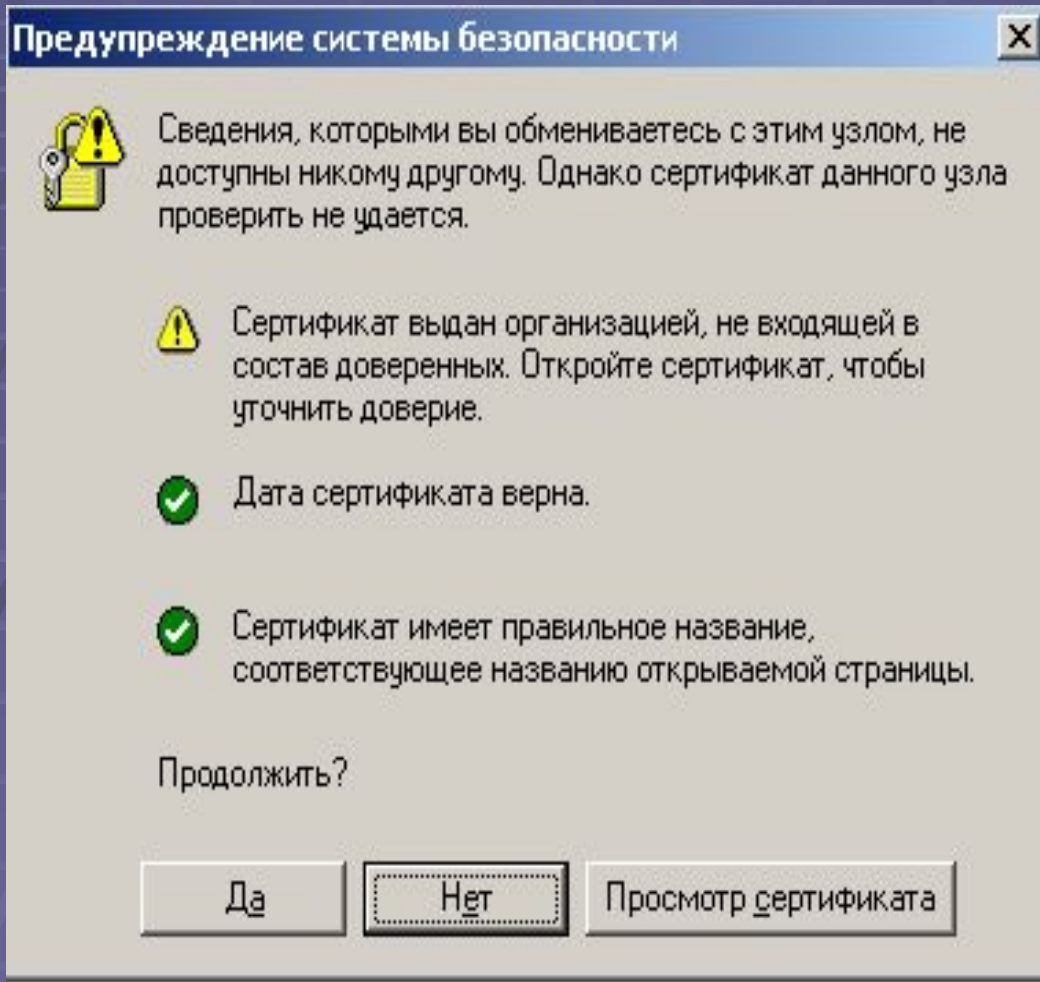 Предупреждение системы безопасности
Сведения, которыми вы обмениваетесь с этим узлом, не
доступны никому другому. Однако сертификат данного узла
проверить не удается.
Сертификат выдан организацией, не входящей в
состав доверенных. Откройте сертификат, чтобы
уточнить доверие.
Дата сертификата верна.
Сертификат имеет правильное название,
соответствующее названию открываемой страницы.
Продолжить?
Да Нет Просмотр сертификата